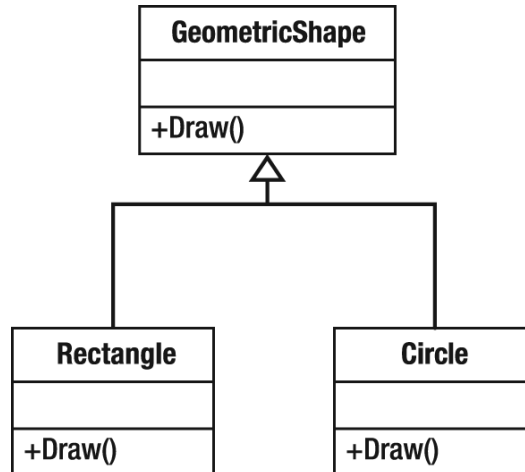 GeometricShape
+Draw()
Rectangle
Circle
+Draw()
+Draw()